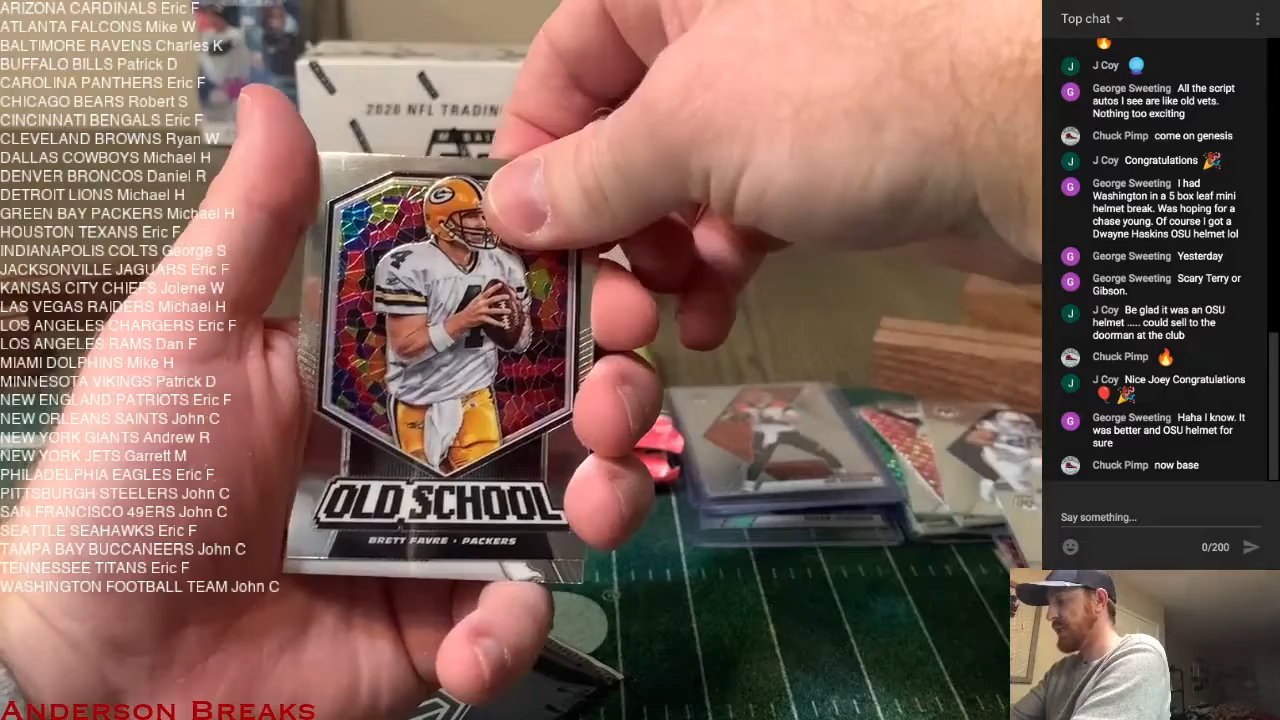 ARIZONA CARDINALS Eric F
ATLANTA FALCONS Mike W
BALTIMORE RAVENS Charles K
BUFFALO BILLS Patrick D
CAROLINA PANTHERS Eric F
CHICAGO BEARS Robert S
CINCINNATI BENGALS Eric F
CLEVELAND BROWNS Ryan W
DALLAS COWBOYS Michael H
DENVER BRONCOS Daniel R
DETROIT LIONS Michael H
GREEN BAY PACKERS Michael H
HOUSTON TEXANS Eric F
INDIANAPOLIS COLTS George S
JACKSONVILLE JAGUARS Eric F
KANSAS CITY CHIEFS Jolene W
LAS VEGAS RAIDERS Michael H
LOS ANGELES CHARGERS Eric F
LOS ANGELES RAMS Dan F
MIAMI DOLPHINS Mike H
MINNESOTA VIKINGS Patrick D
NEW ENGLAND PATRIOTS Eric F
NEW ORLEANS SAINTS John C
NEW YORK GIANTS Andrew R
NEW YORK JETS Garrett M
PHILADELPHIA EAGLES Eric F
PITTSBURGH STEELERS John C
SAN FRANCISCO 49ERS John C
SEATTLE SEAHAWKS Eric F
TAMPA BAY BUCCANEERS John C
TENNESSEE TITANS Eric F
WASHINGTON FOOTBALL TEAM John C
ANDERSON BREAKS
2020 NFL TRADIN
G
4
4
OLD SCHOOL
BRETT FAVRE • PACKERS
Top chat
J J Coy
G George Sweeting All the script
autos I see are like old vets.
Nothing too exciting
Chuck Pimp come on genesis
J J Coy Congratulations
G George Sweeting I had
Washington in a 5 box leaf mini
helmet break. Was hoping for a
chase young. Of course I got a
Dwayne Haskins OSU helmet lol
G George Sweeting Yesterday
G George Sweeting Scary Terry or
Gibson.
J J Coy Be glad it was an OSU
helmet ..... could sell to the
doorman at the club
Chuck Pimp
J J Coy Nice Joey Congratulations
G George Sweeting Haha I know. It
was better and OSU helmet for
sure
Chuck Pimp now base
Say something...
0/200